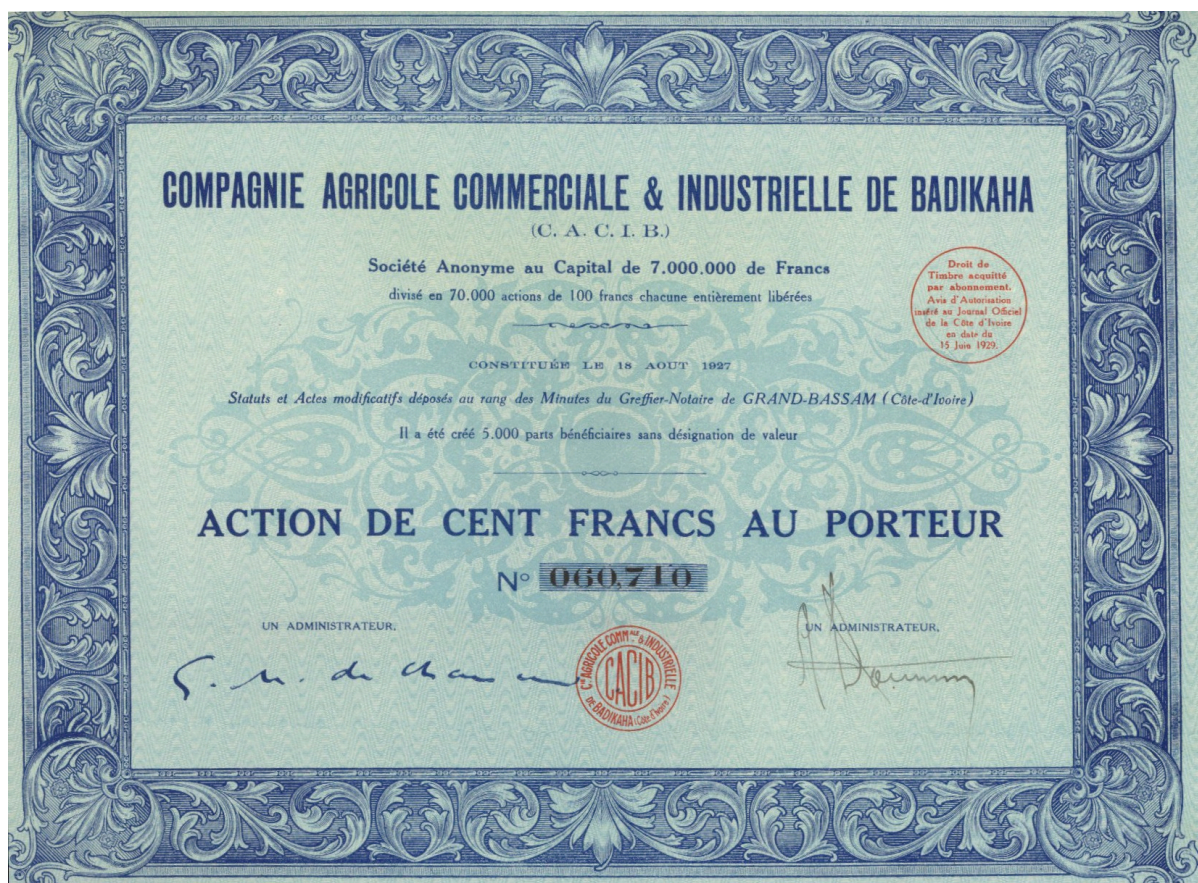 COMPAGNIE AGRICOLE COMMERCIALE & INDUSTRIELLE DE BADIKAHA
(C. A. C. I. B.)
Société Anonyme au Capital de 7.000.000 de Francs
divisé en 70.000 actions de 100 francs chacune entièrement libérées
Droit de
Timbre acquitté
par abonnement.
Avis d'Autorisation
inséré au Journal Officiel
de la Côte d'Ivoire
en date du
15 Juin 1929.
CONSTITUÉE LE 18 AOUT 1927
Statuts et Actes modificatifs déposés au rang des Minutes du Greffier-Notaire de GRAND-BASSAM (Côte-d'Ivoire)
Il a été créé 5.000 parts bénéficiaires sans désignation de valeur
ACTION DE CENT FRANCS AU PORTEUR
No 060,710
UN ADMINISTRATEUR.
UN ADMINISTRATEUR.
Cie AGRICOLE COMMALE & INDUSTRIELLE
CACIB
DE BADIKAHA (Côte d'Ivoire)